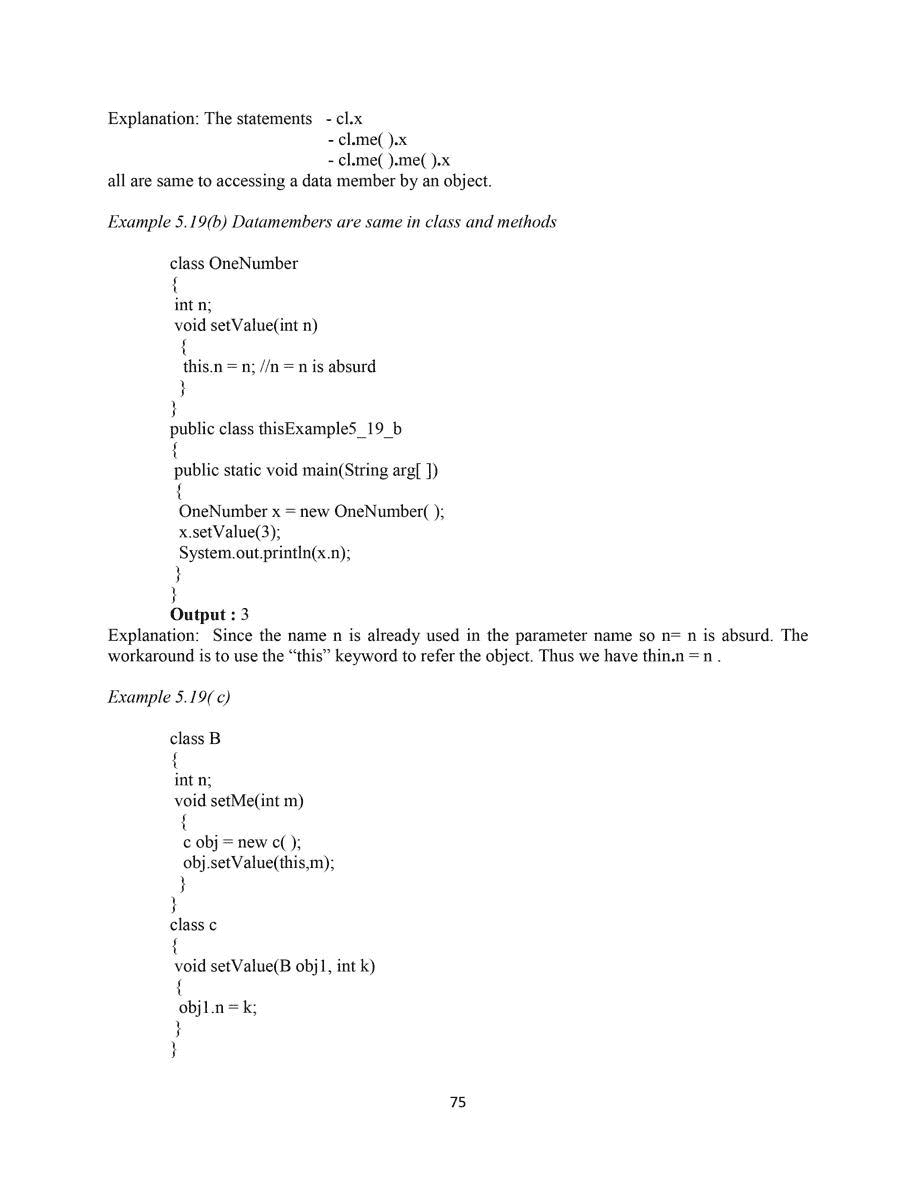 Explanation: The statements - cl.x
- cl.me( ).x
- cl.me( ).me( ).x
all are same to accessing a data member by an object.
Example 5.19(b) Datamembers are same in class and methods
class OneNumber
{
int n;
void setValue(int n)
{
this.n = n; //n = n is absurd
}
}
public class thisExample5_19_b
{
public static void main(String arg[ ])
{
OneNumber x = new OneNumber( );
x.setValue(3);
System.out.println(x.n);
}
}
Output : 3
Explanation: Since the name n is already used in the parameter name so n= n is absurd. The
workaround is to use the “this” keyword to refer the object. Thus we have thin.n = n .
Example 5.19( c)
class B
{
int n;
void setMe(int m)
{
c obj = new c( );
obj.setValue(this,m);
}
}
class c
{
void setValue(B obj1, int k)
{
obj1.n = k;
}
}
75